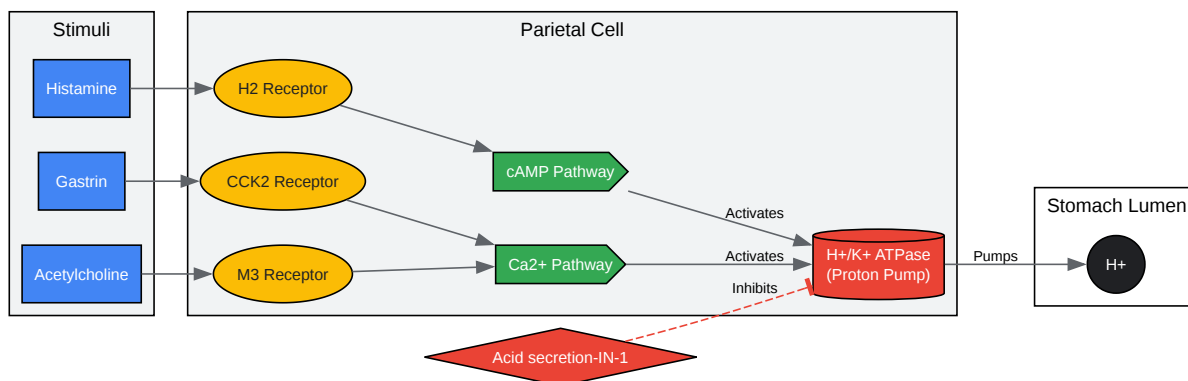 Stimuli
Parietal Cell
Histamine
H2 Receptor
cAMP Pathway
Gastrin
CCK2 Receptor
Activates
Stomach Lumen
Acetylcholine
M3 Receptor
Ca2+ Pathway
Activates
H+/K+ ATPase
(Proton Pump)
Pumps
H+
Inhibits
Acid secretion-IN-1